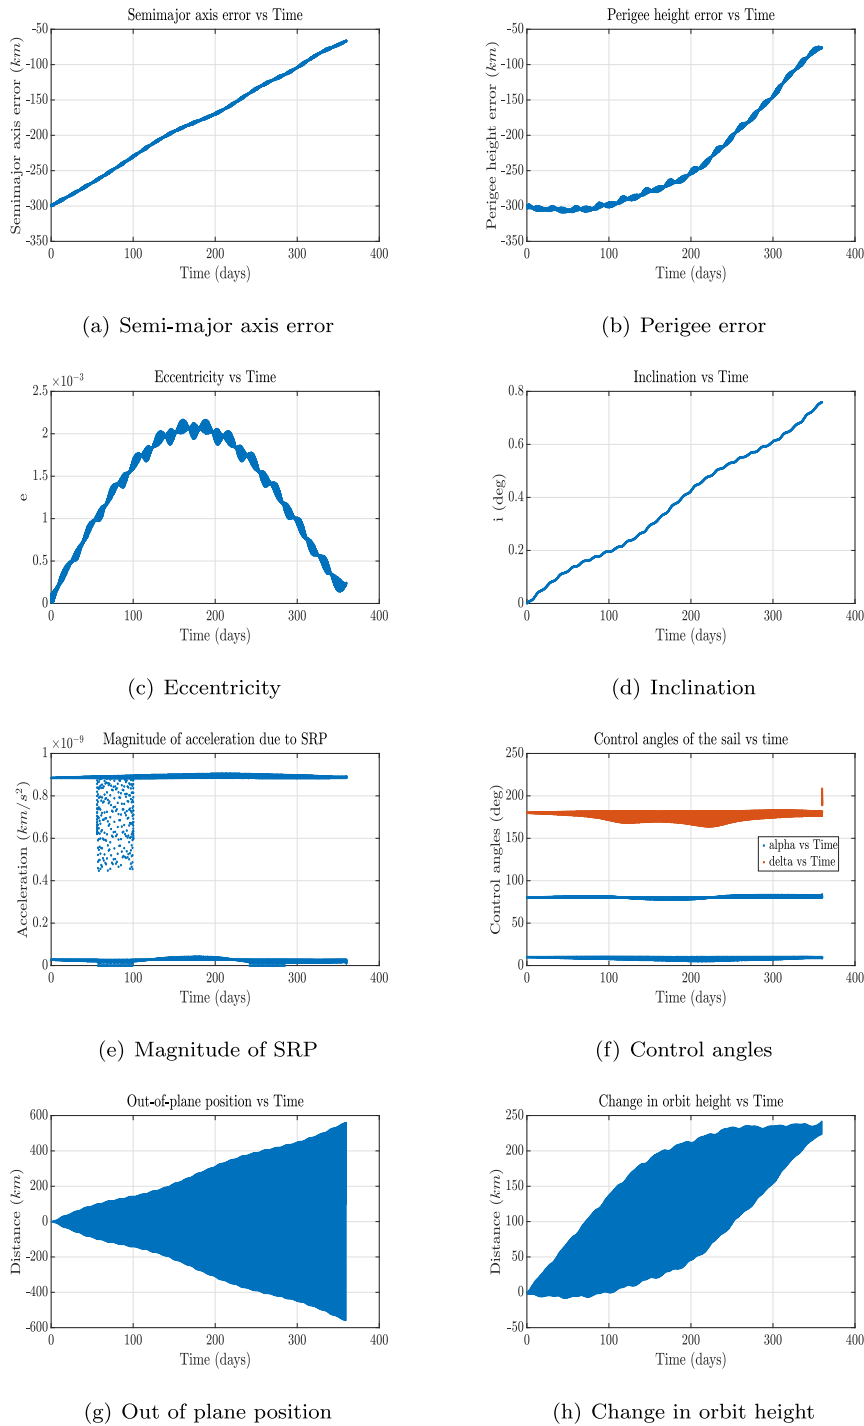 Semimajor axis error vs Time
Semimajor axis error (km)
-50
-100
-150
-200
-250
-300
-350
0 100 200 300 400
Time (days)
(a) Semi-major axis error
Perigee height error vs Time
Perigee height error (km)
-50
-100
-150
-200
-250
-300
-350
0 100 200 300 400
Time (days)
(b) Perigee error
Eccentricity vs Time
×10⁻³
e
2.5
2
1.5
1
0.5
0
0 100 200 300 400
Time (days)
(c) Eccentricity
Inclination vs Time
i (deg)
0.8
0.6
0.4
0.2
0
0 100 200 300 400
Time (days)
(d) Inclination
Magnitude of acceleration due to SRP
×10⁻⁹
Acceleration (km/s²)
1
0.8
0.6
0.4
0.2
0
0 100 200 300 400
Time (days)
(e) Magnitude of SRP
Control angles of the sail vs time
Control angles (deg)
250
200
150
100
50
0
alpha vs Time
delta vs Time
0 100 200 300 400
Time (days)
(f) Control angles
Out-of-plane position vs Time
Distance (km)
600
400
200
0
-200
-400
-600
0 100 200 300 400
Time (days)
(g) Out of plane position
Change in orbit height vs Time
Distance (km)
250
200
150
100
50
0
-50
0 100 200 300 400
Time (days)
(h) Change in orbit height